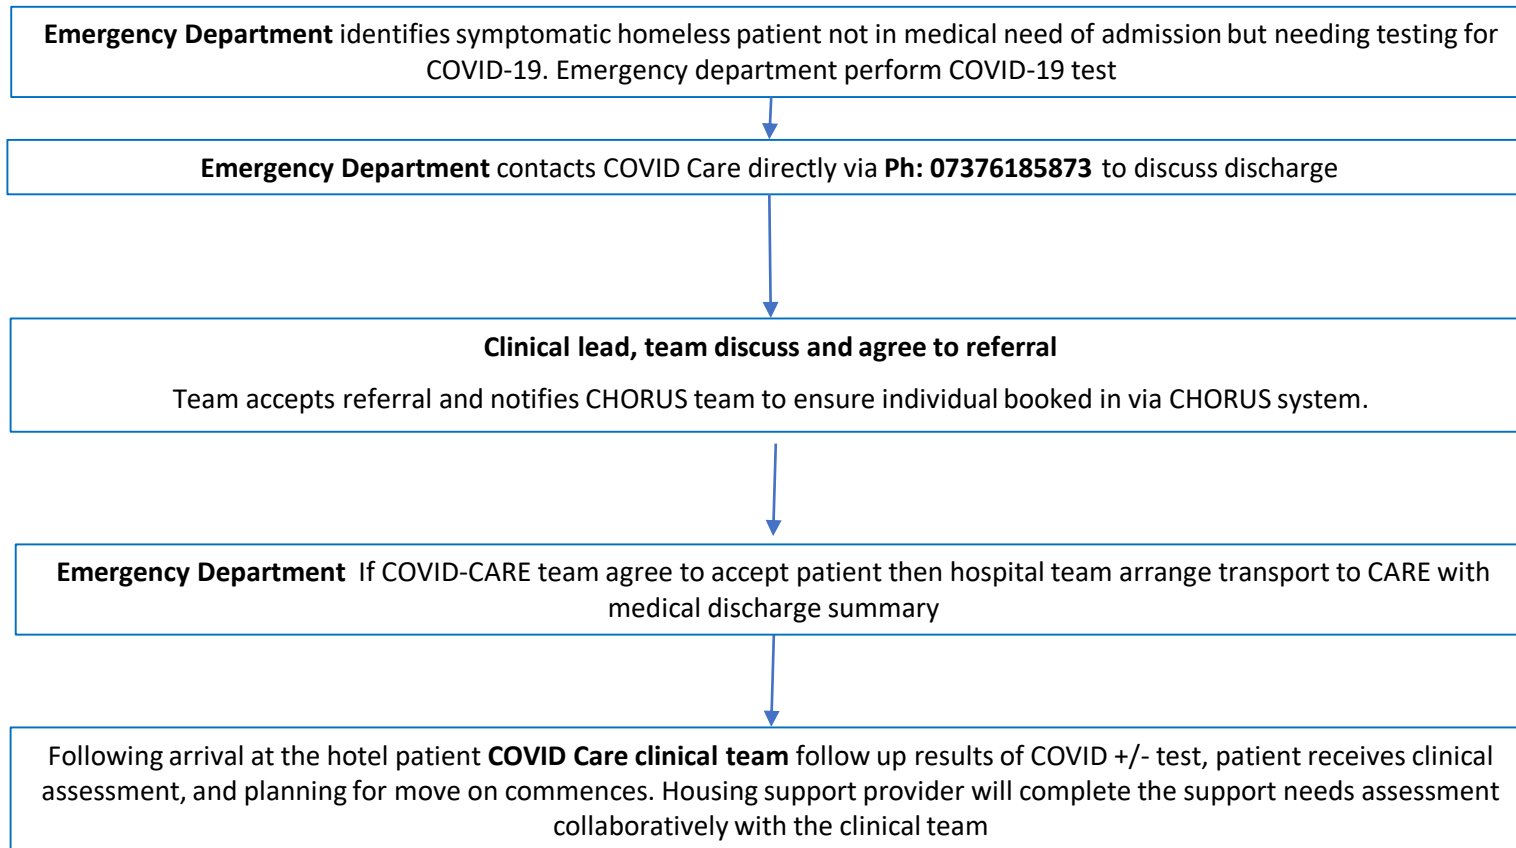 Emergency Department identifies symptomatic homeless patient not in medical need of admission but needing testing for
COVID-19. Emergency department perform COVID-19 test
Emergency Department contacts COVID Care directly via Ph: 07376185873 to discuss discharge
Clinical lead, team discuss and agree to referral
Team accepts referral and notifies CHORUS team to ensure individual booked in via CHORUS system.
Emergency Department If COVID-CARE team agree to accept patient then hospital team arrange transport to CARE with
medical discharge summary
Following arrival at the hotel patient COVID Care clinical team follow up results of COVID +/- test, patient receives clinical
assessment, and planning for move on commences. Housing support provider will complete the support needs assessment
collaboratively with the clinical team